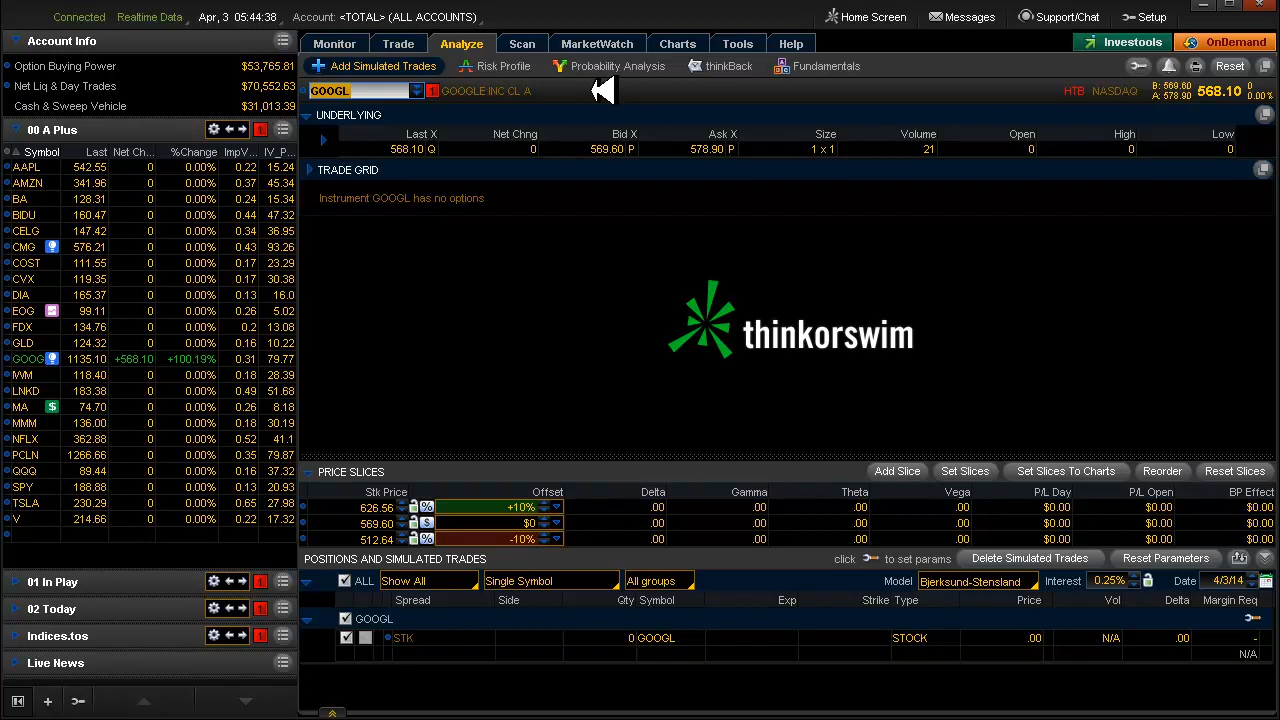 Connected Realtime Data Apr, 3 05:44:38 Account: <TOTAL> (ALL ACCOUNTS) Home Screen Messages Support/Chat Setup
Account Info
Option Buying Power $53,765.81
Net Liq & Day Trades $70,552.63
Cash & Sweep Vehicle $31,013.39
00 A Plus 1
Symbol Last Net Ch... %Change ImpV... IV_P...
AAPL 542.55 0 0.00% 0.22 15.24
AMZN 341.96 0 0.00% 0.37 45.34
BA 128.31 0 0.00% 0.24 15.34
BIDU 160.47 0 0.00% 0.44 47.32
CELG 147.42 0 0.00% 0.34 36.95
CMG 576.21 0 0.00% 0.43 93.26
COST 111.55 0 0.00% 0.17 23.29
CVX 119.35 0 0.00% 0.17 30.38
DIA 165.37 0 0.00% 0.13 16.0
EOG 99.11 0 0.00% 0.26 5.02
FDX 134.76 0 0.00% 0.2 13.08
GLD 124.32 0 0.00% 0.16 10.22
GOOG 1135.10 +568.10 +100.19% 0.31 79.77
IWM 118.40 0 0.00% 0.18 28.39
LNKD 183.38 0 0.00% 0.49 51.68
MA $ 74.70 0 0.00% 0.26 8.18
MMM 136.00 0 0.00% 0.18 30.19
NFLX 362.88 0 0.00% 0.52 41.1
PCLN 1266.66 0 0.00% 0.35 79.87
QQQ 89.44 0 0.00% 0.16 37.32
SPY 188.88 0 0.00% 0.13 20.93
TSLA 230.29 0 0.00% 0.65 27.98
V 214.66 0 0.00% 0.22 17.32
01 In Play 1
02 Today 1
Indices.tos 1
Live News
Monitor Trade Analyze Scan MarketWatch Charts Tools Help Investools OnDemand
Add Simulated Trades Risk Profile Probability Analysis thinkBack Fundamentals Reset
GOOGL 1 GOOGLE INC CL A HTB NASDAQ B: 569.60 A: 578.90 568.10 0 0.00%
UNDERLYING
Last X Net Chng Bid X Ask X Size Volume Open High Low
568.10 Q 0 569.60 P 578.90 P 1 x 1 21 0 0 0
TRADE GRID
Instrument GOOGL has no options
thinkorswim
PRICE SLICES Add Slice Set Slices Set Slices To Charts Reorder Reset Slices
Stk Price Offset Delta Gamma Theta Vega P/L Day P/L Open BP Effect
626.56 % +10% .00 .00 .00 .00 $0.00 $0.00 $0.00
569.60 $ $0 .00 .00 .00 .00 $0.00 $0.00 $0.00
512.64 % -10% .00 .00 .00 .00 $0.00 $0.00 $0.00
POSITIONS AND SIMULATED TRADES click to set params Delete Simulated Trades Reset Parameters
ALL Show All Single Symbol All groups Model Bjerksund-Stensland Interest 0.25% Date 4/3/14
Spread Side Qty Symbol Exp Strike Type Price Vol Delta Margin Req
GOOGL
STK 0 GOOGL STOCK .00 N/A .00 -
N/A